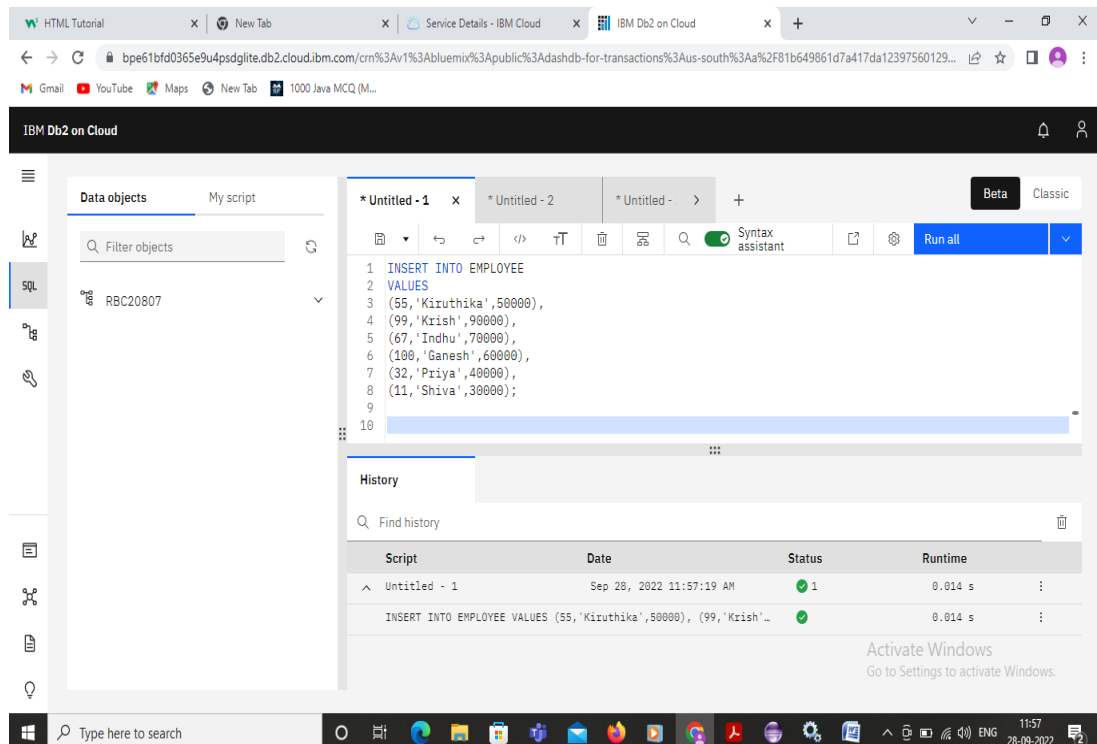 HTML Tutorial
New Tab
Service Details - IBM Cloud
IBM Db2 on Cloud
bpe61bfd0365e9u4psdglite.db2.cloud.ibm.com/crn%3Av1%3Abluemix%3Apublic%3Adashdb-for-transactions%3Aus-south%3Aa%2F81b649861d7a417da12397560129...
Gmail YouTube Maps New Tab 1000 Java MCQ (M...
IBM Db2 on Cloud
Data objects My script
* Untitled - 1 * Untitled - 2 * Untitled -
Beta Classic
Filter objects
Syntax assistant
Run all
SQL
RBC20807
1 INSERT INTO EMPLOYEE
2 VALUES
3 (55,'Kiruthika',50000),
4 (99,'Krish',90000),
5 (67,'Indhu',70000),
6 (100,'Ganesh',60000),
7 (32,'Priya',40000),
8 (11,'Shiva',30000);
9
10
History
Find history
Script Date Status Runtime
Untitled - 1 Sep 28, 2022 11:57:19 AM 1 0.014 s
INSERT INTO EMPLOYEE VALUES (55,'Kiruthika',50000), (99,'Krish'… 0.014 s
Activate Windows
Go to Settings to activate Windows.
Type here to search
ENG
11:57
28-09-2022
2